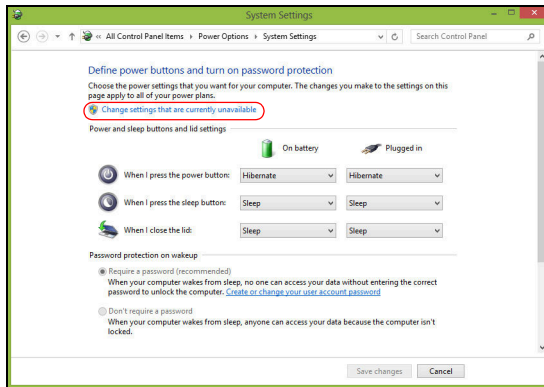 System Settings
« All Control Panel Items › Power Options › System Settings
Search Control Panel
Define power buttons and turn on password protection
Choose the power settings that you want for your computer. The changes you make to the settings on this
page apply to all of your power plans.
Change settings that are currently unavailable
Power and sleep buttons and lid settings
On battery Plugged in
When I press the power button: Hibernate Hibernate
When I press the sleep button: Sleep Sleep
When I close the lid: Sleep Sleep
Password protection on wakeup
Require a password (recommended)
When your computer wakes from sleep, no one can access your data without entering the correct
password to unlock the computer. Create or change your user account password
Don't require a password
When your computer wakes from sleep, anyone can access your data because the computer isn't
locked.
Save changes Cancel